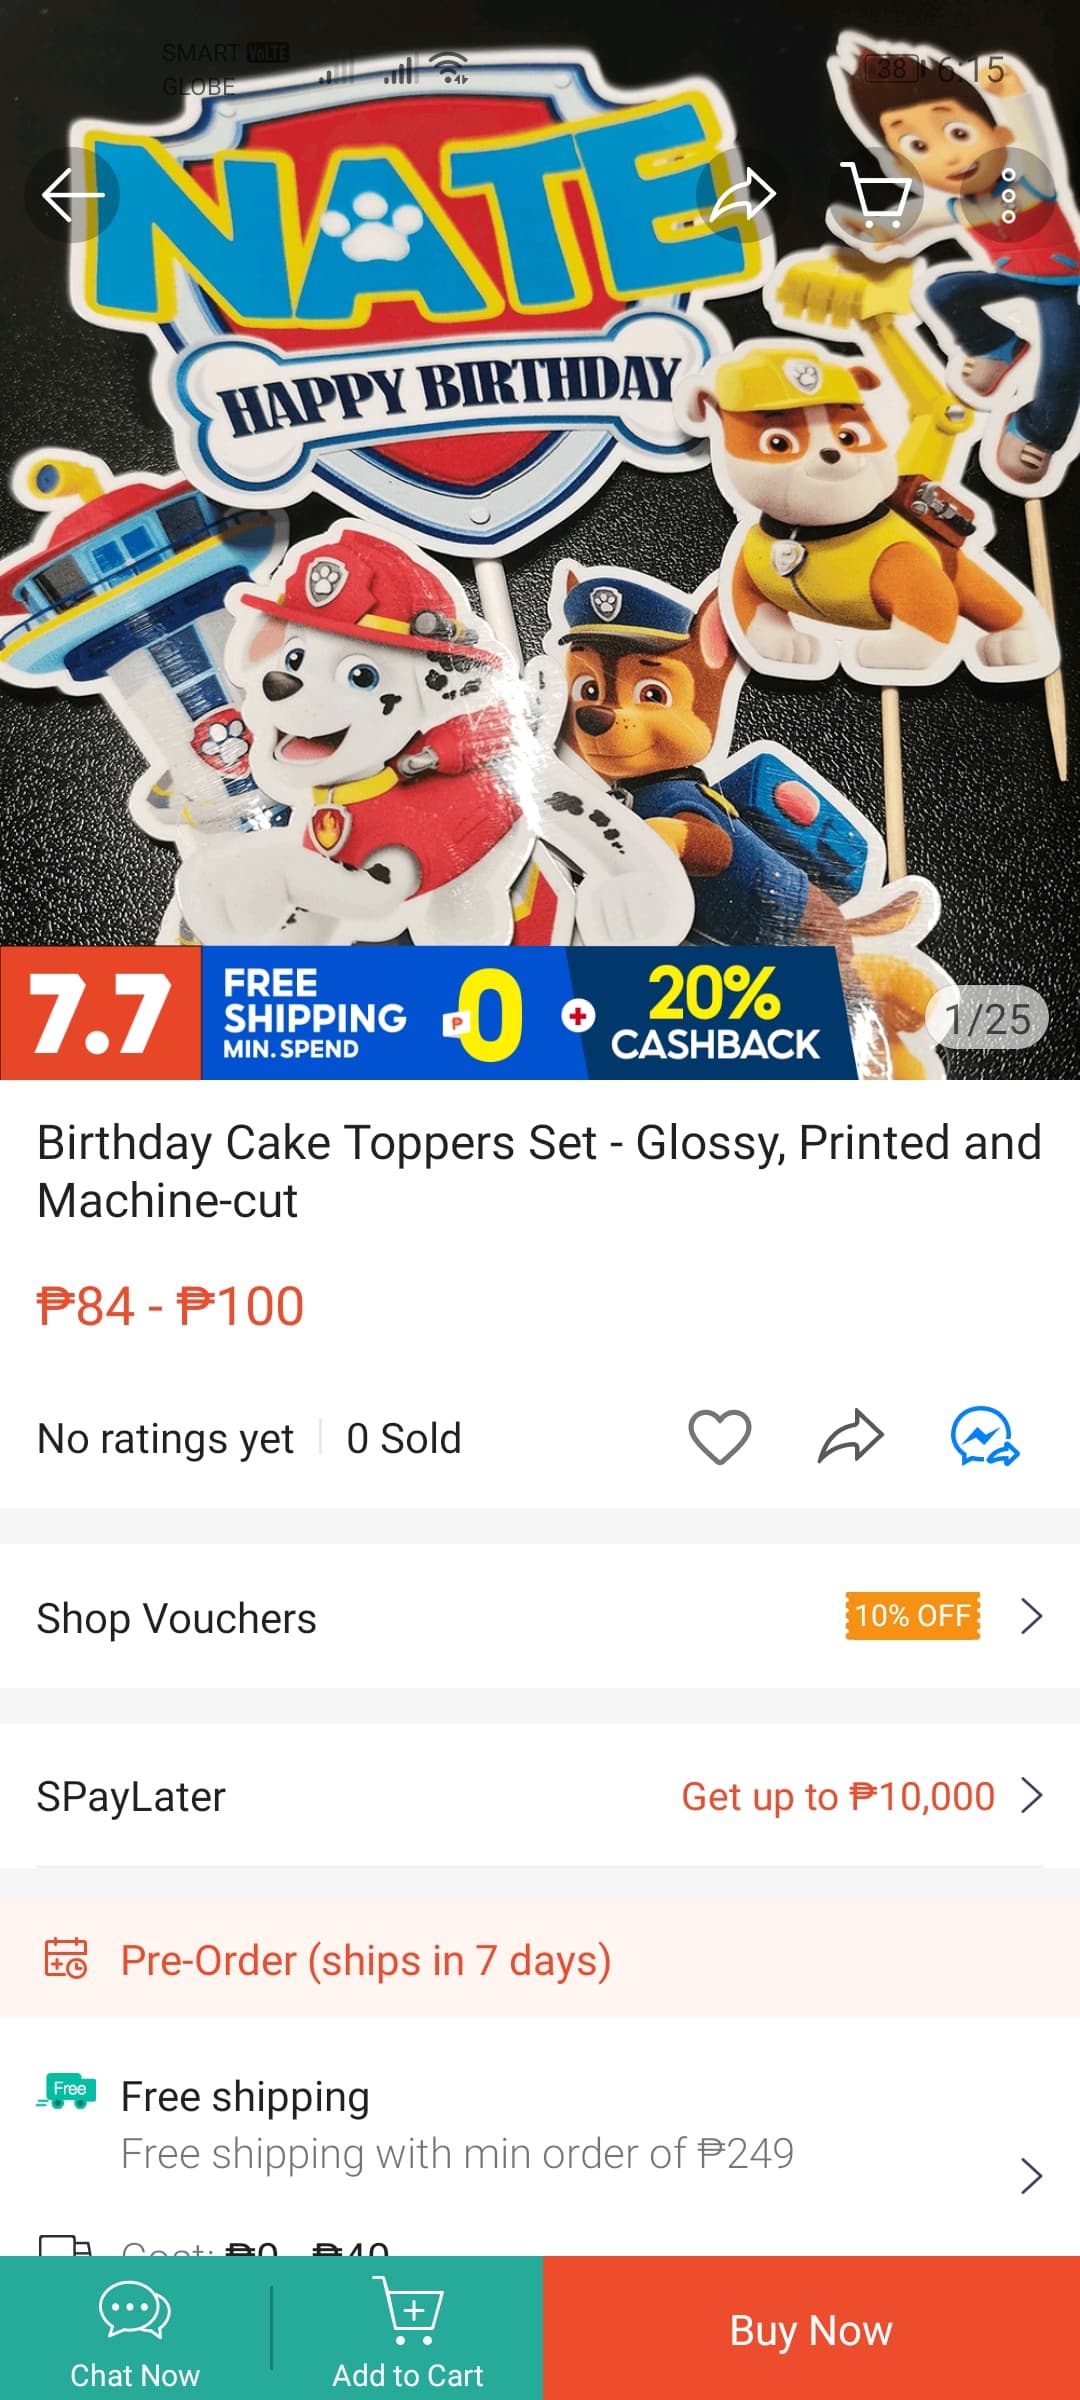 SMART VoLTE
GLOBE
38
6:15
NATE
HAPPY BIRTHDAY
7.7
FREE
SHIPPING
MIN. SPEND
₱0
20%
CASHBACK
1/25
Birthday Cake Toppers Set - Glossy, Printed and
Machine-cut
₱84 - ₱100
No ratings yet
0 Sold
Shop Vouchers
10% OFF
SPayLater
Get up to ₱10,000
Pre-Order (ships in 7 days)
Free
Free shipping
Free shipping with min order of ₱249
Cost: ₱0 - ₱40
Chat Now
Add to Cart
Buy Now